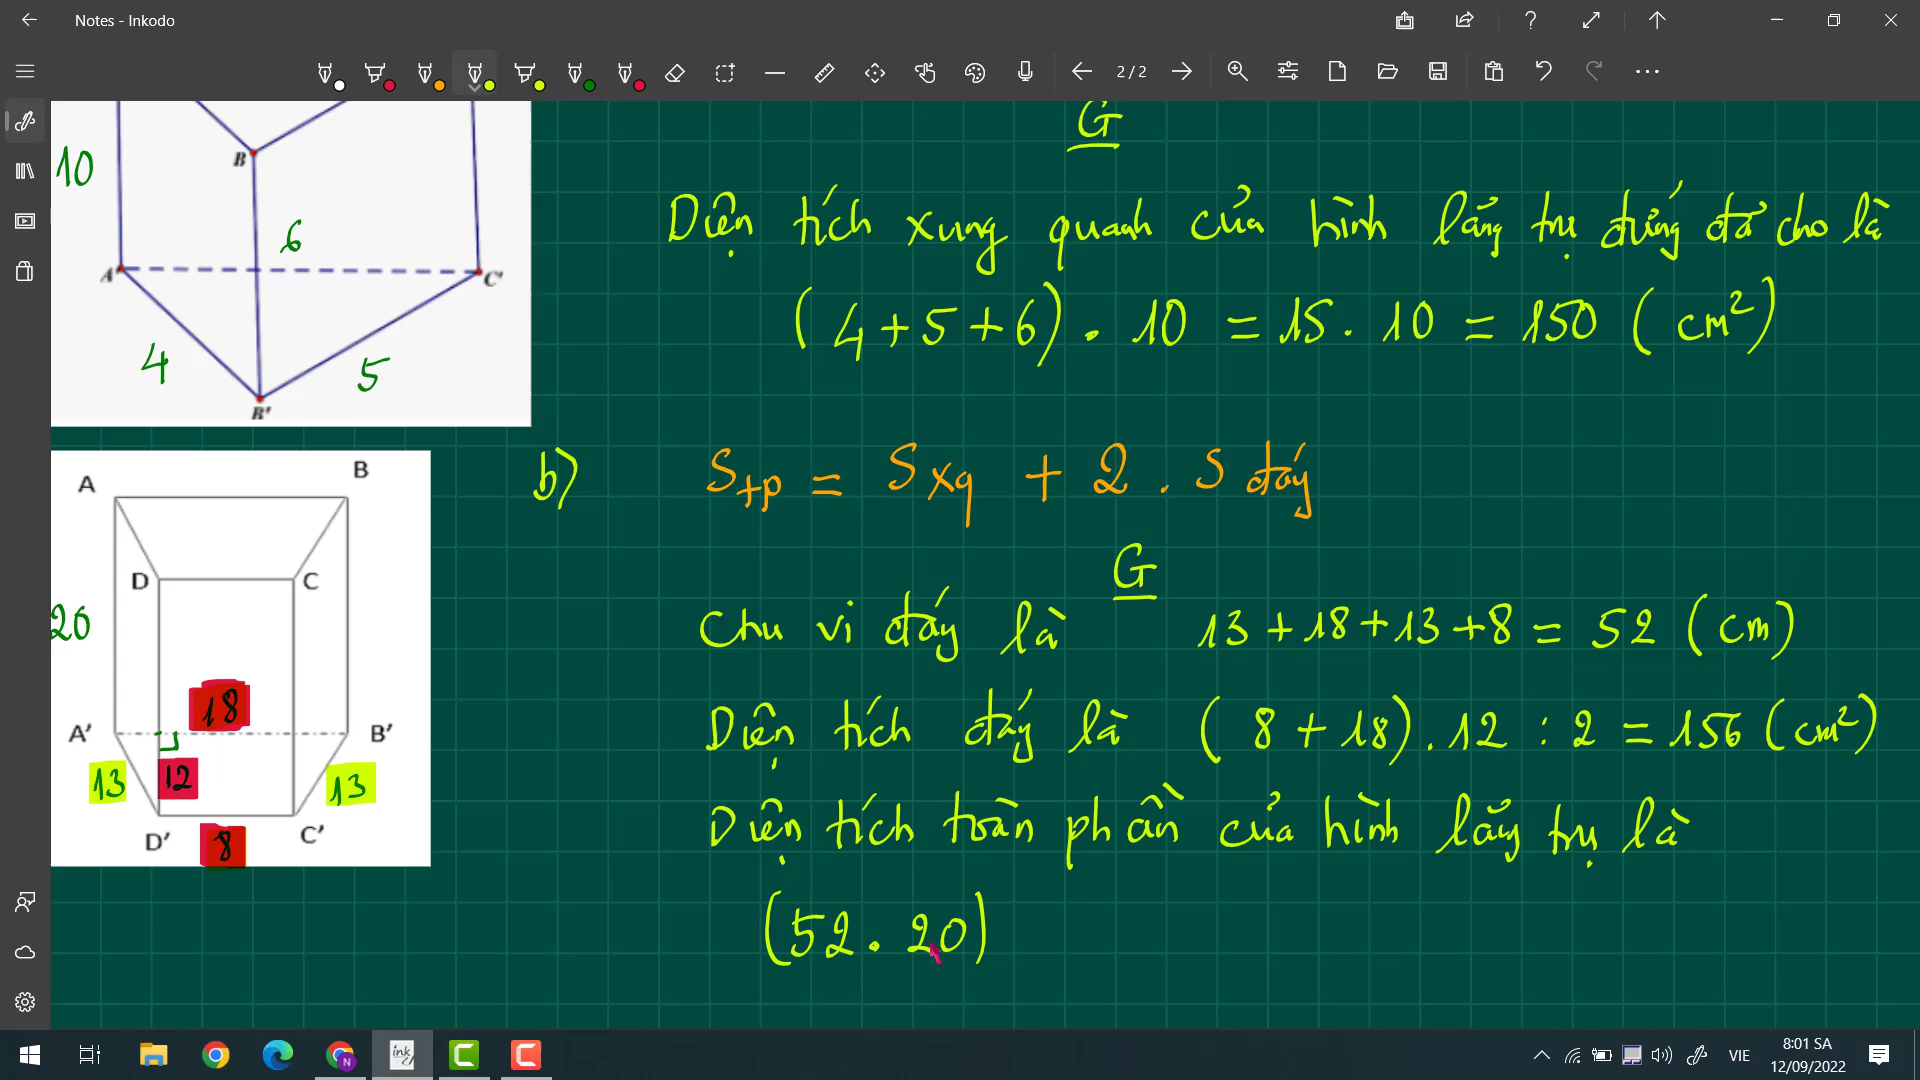 Notes - Inkodo
2 / 2
10
B
6
A'
C'
4
5
B'
G
Diện tích xung quanh của hình lăng trụ đứng đã cho là
(4+5+6) . 10 = 15 . 10 = 150 (cm²)
b) Stp = Sxq + 2 . S đáy
G
A
B
D
C
20
18
A'
B'
13
12
13
D'
C'
8
Chu vi đáy là 13+18+13+8 = 52 (cm)
Diện tích đáy là (8+18).12 : 2 = 156 (cm²)
Diện tích toàn phần của hình lăng trụ là
(52 . 20)
ink
VIE
8:01 SA
12/09/2022